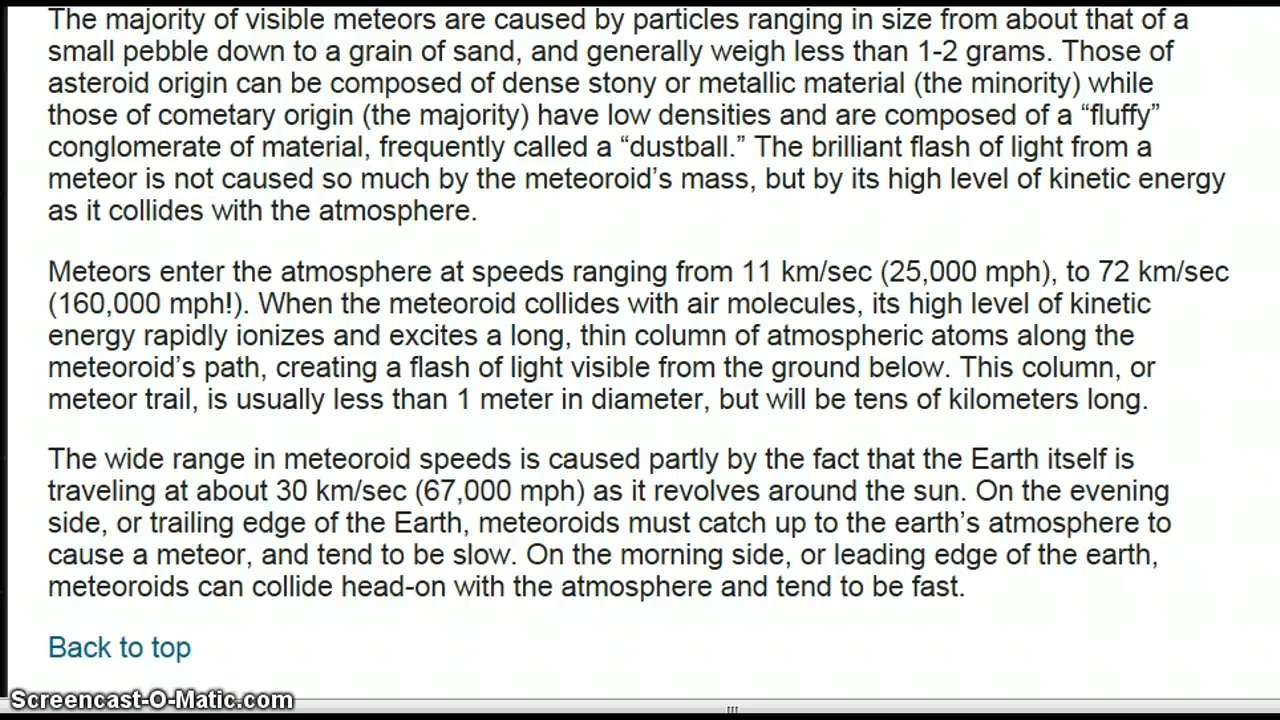 The majority of visible meteors are caused by particles ranging in size from about that of a
small pebble down to a grain of sand, and generally weigh less than 1-2 grams. Those of
asteroid origin can be composed of dense stony or metallic material (the minority) while
those of cometary origin (the majority) have low densities and are composed of a “fluffy”
conglomerate of material, frequently called a “dustball.” The brilliant flash of light from a
meteor is not caused so much by the meteoroid’s mass, but by its high level of kinetic energy
as it collides with the atmosphere.
Meteors enter the atmosphere at speeds ranging from 11 km/sec (25,000 mph), to 72 km/sec
(160,000 mph!). When the meteoroid collides with air molecules, its high level of kinetic
energy rapidly ionizes and excites a long, thin column of atmospheric atoms along the
meteoroid’s path, creating a flash of light visible from the ground below. This column, or
meteor trail, is usually less than 1 meter in diameter, but will be tens of kilometers long.
The wide range in meteoroid speeds is caused partly by the fact that the Earth itself is
traveling at about 30 km/sec (67,000 mph) as it revolves around the sun. On the evening
side, or trailing edge of the Earth, meteoroids must catch up to the earth’s atmosphere to
cause a meteor, and tend to be slow. On the morning side, or leading edge of the earth,
meteoroids can collide head-on with the atmosphere and tend to be fast.
Back to top
Screencast-O-Matic.com